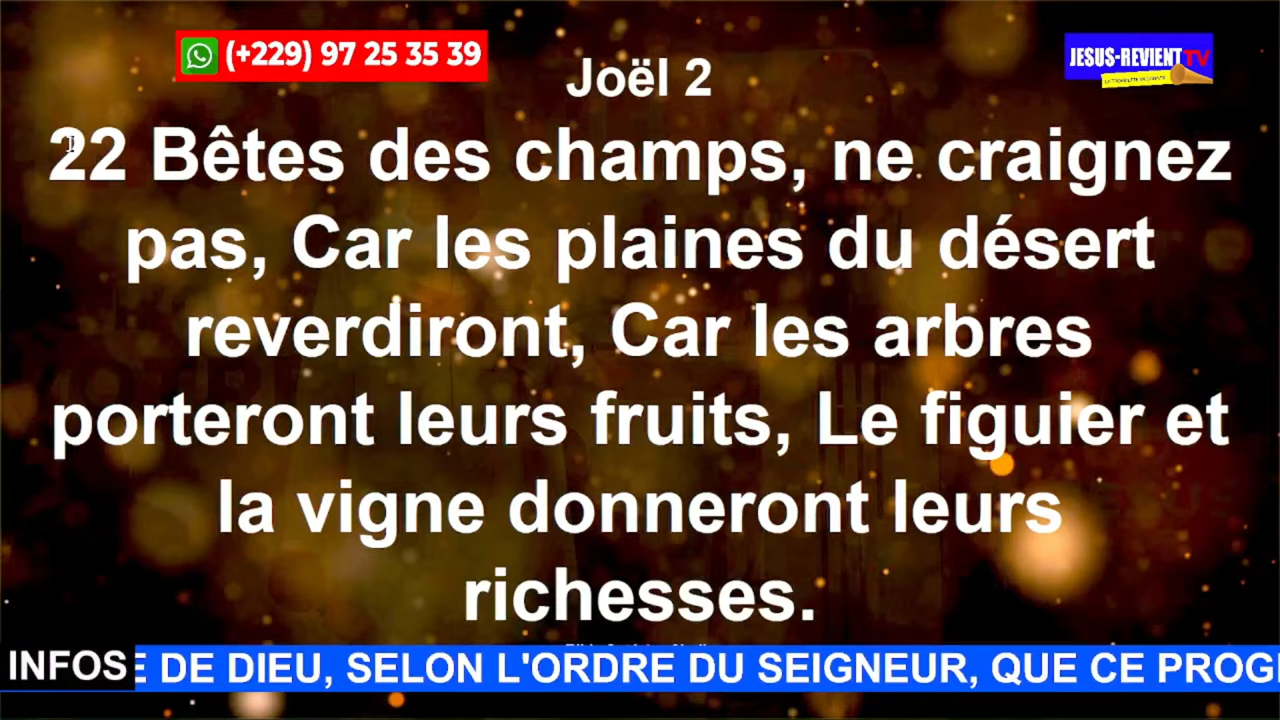 (+229) 97 25 35 39
JESUS-REVIENT TV
Joël 2
22 Bêtes des champs, ne craignez
pas, Car les plaines du désert
reverdiront, Car les arbres
porteront leurs fruits, Le figuier et
la vigne donneront leurs
richesses.
INFOS E DE DIEU, SELON L'ORDRE DU SEIGNEUR, QUE CE PROG